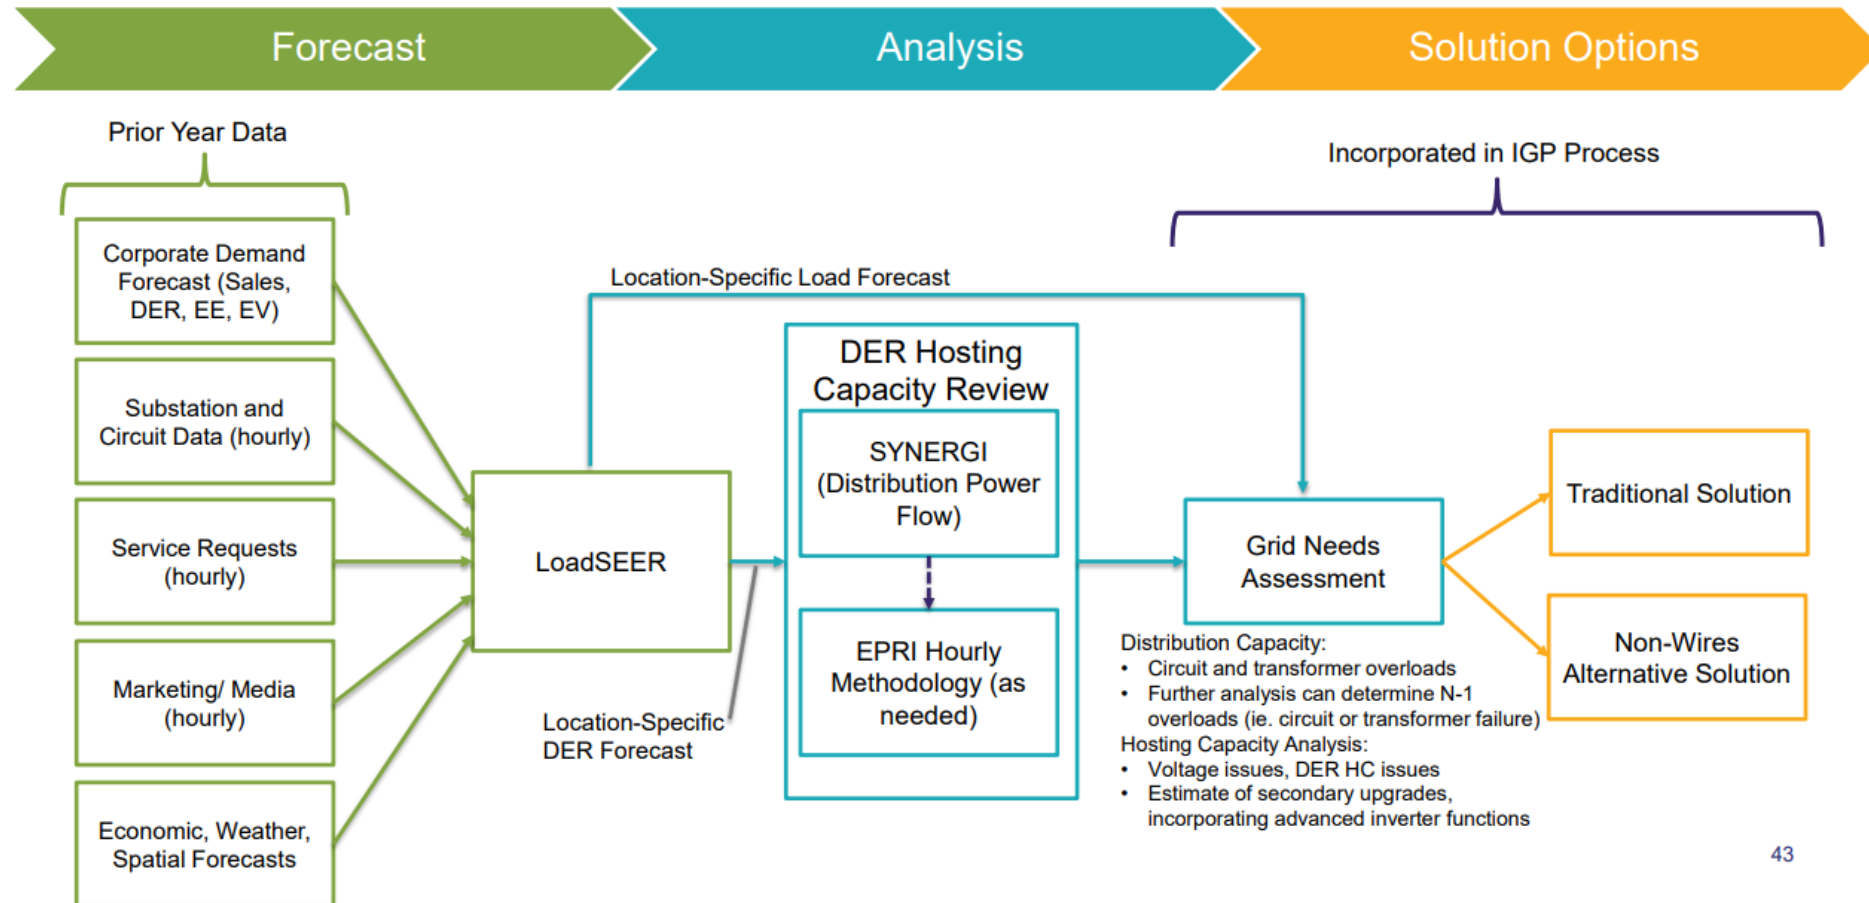 Forecast
Analysis
Solution Options
Prior Year Data
Incorporated in IGP Process
Corporate Demand
Forecast (Sales,
DER, EE, EV)
Substation and
Circuit Data (hourly)
Service Requests
(hourly)
Marketing/ Media
(hourly)
Economic, Weather,
Spatial Forecasts
LoadSEER
Location-Specific Load Forecast
Location-Specific
DER Forecast
DER Hosting
Capacity Review
SYNERGI
(Distribution Power
Flow)
EPRI Hourly
Methodology (as
needed)
Grid Needs
Assessment
Distribution Capacity:
• Circuit and transformer overloads
• Further analysis can determine N-1
overloads (ie. circuit or transformer failure)
Hosting Capacity Analysis:
• Voltage issues, DER HC issues
• Estimate of secondary upgrades,
incorporating advanced inverter functions
Traditional Solution
Non-Wires
Alternative Solution
43